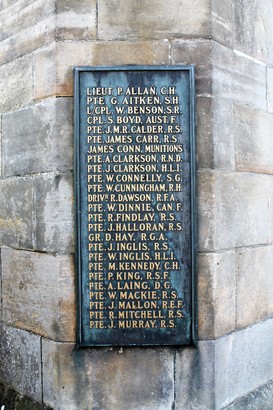 LIEUT P. ALLAN, C.H.
PTE. G. AITKEN, S.H.
L. CPL. W. BENSON, S.R.
CPL. S. BOYD, AUST. F.
PTE. J.M.R. CALDER, R.S.
PTE. JAMES CARR, R.S.
JAMES CONN, MUNITIONS
PTE. A. CLARKSON, R.N.D.
PTE. J. CLARKSON, H.L.I.
PTE. W. CONNELLY, S.G.
PTE. W. CUNNINGHAM, R.H.
DRIVR. R. DAWSON, R.F.A.
PTE. W. DINNIE, CAN. F.
PTE. R. FINDLAY, R.S.
PTE. J. HALLORAN, R.S.
GR. D. HAY, R.G.A.
PTE. J. INGLIS, R.S.
PTE. W. INGLIS, H.L.I.
PTE. M. KENNEDY, C.H.
PTE. P. KING, R.S.F.
PTE. A. LAING, D.G.
PTE. W. MACKIE, R.S.
PTE. J. MALLON, R.E.F.
PTE. R. MITCHELL, R.S.
PTE. J. MURRAY, R.S.